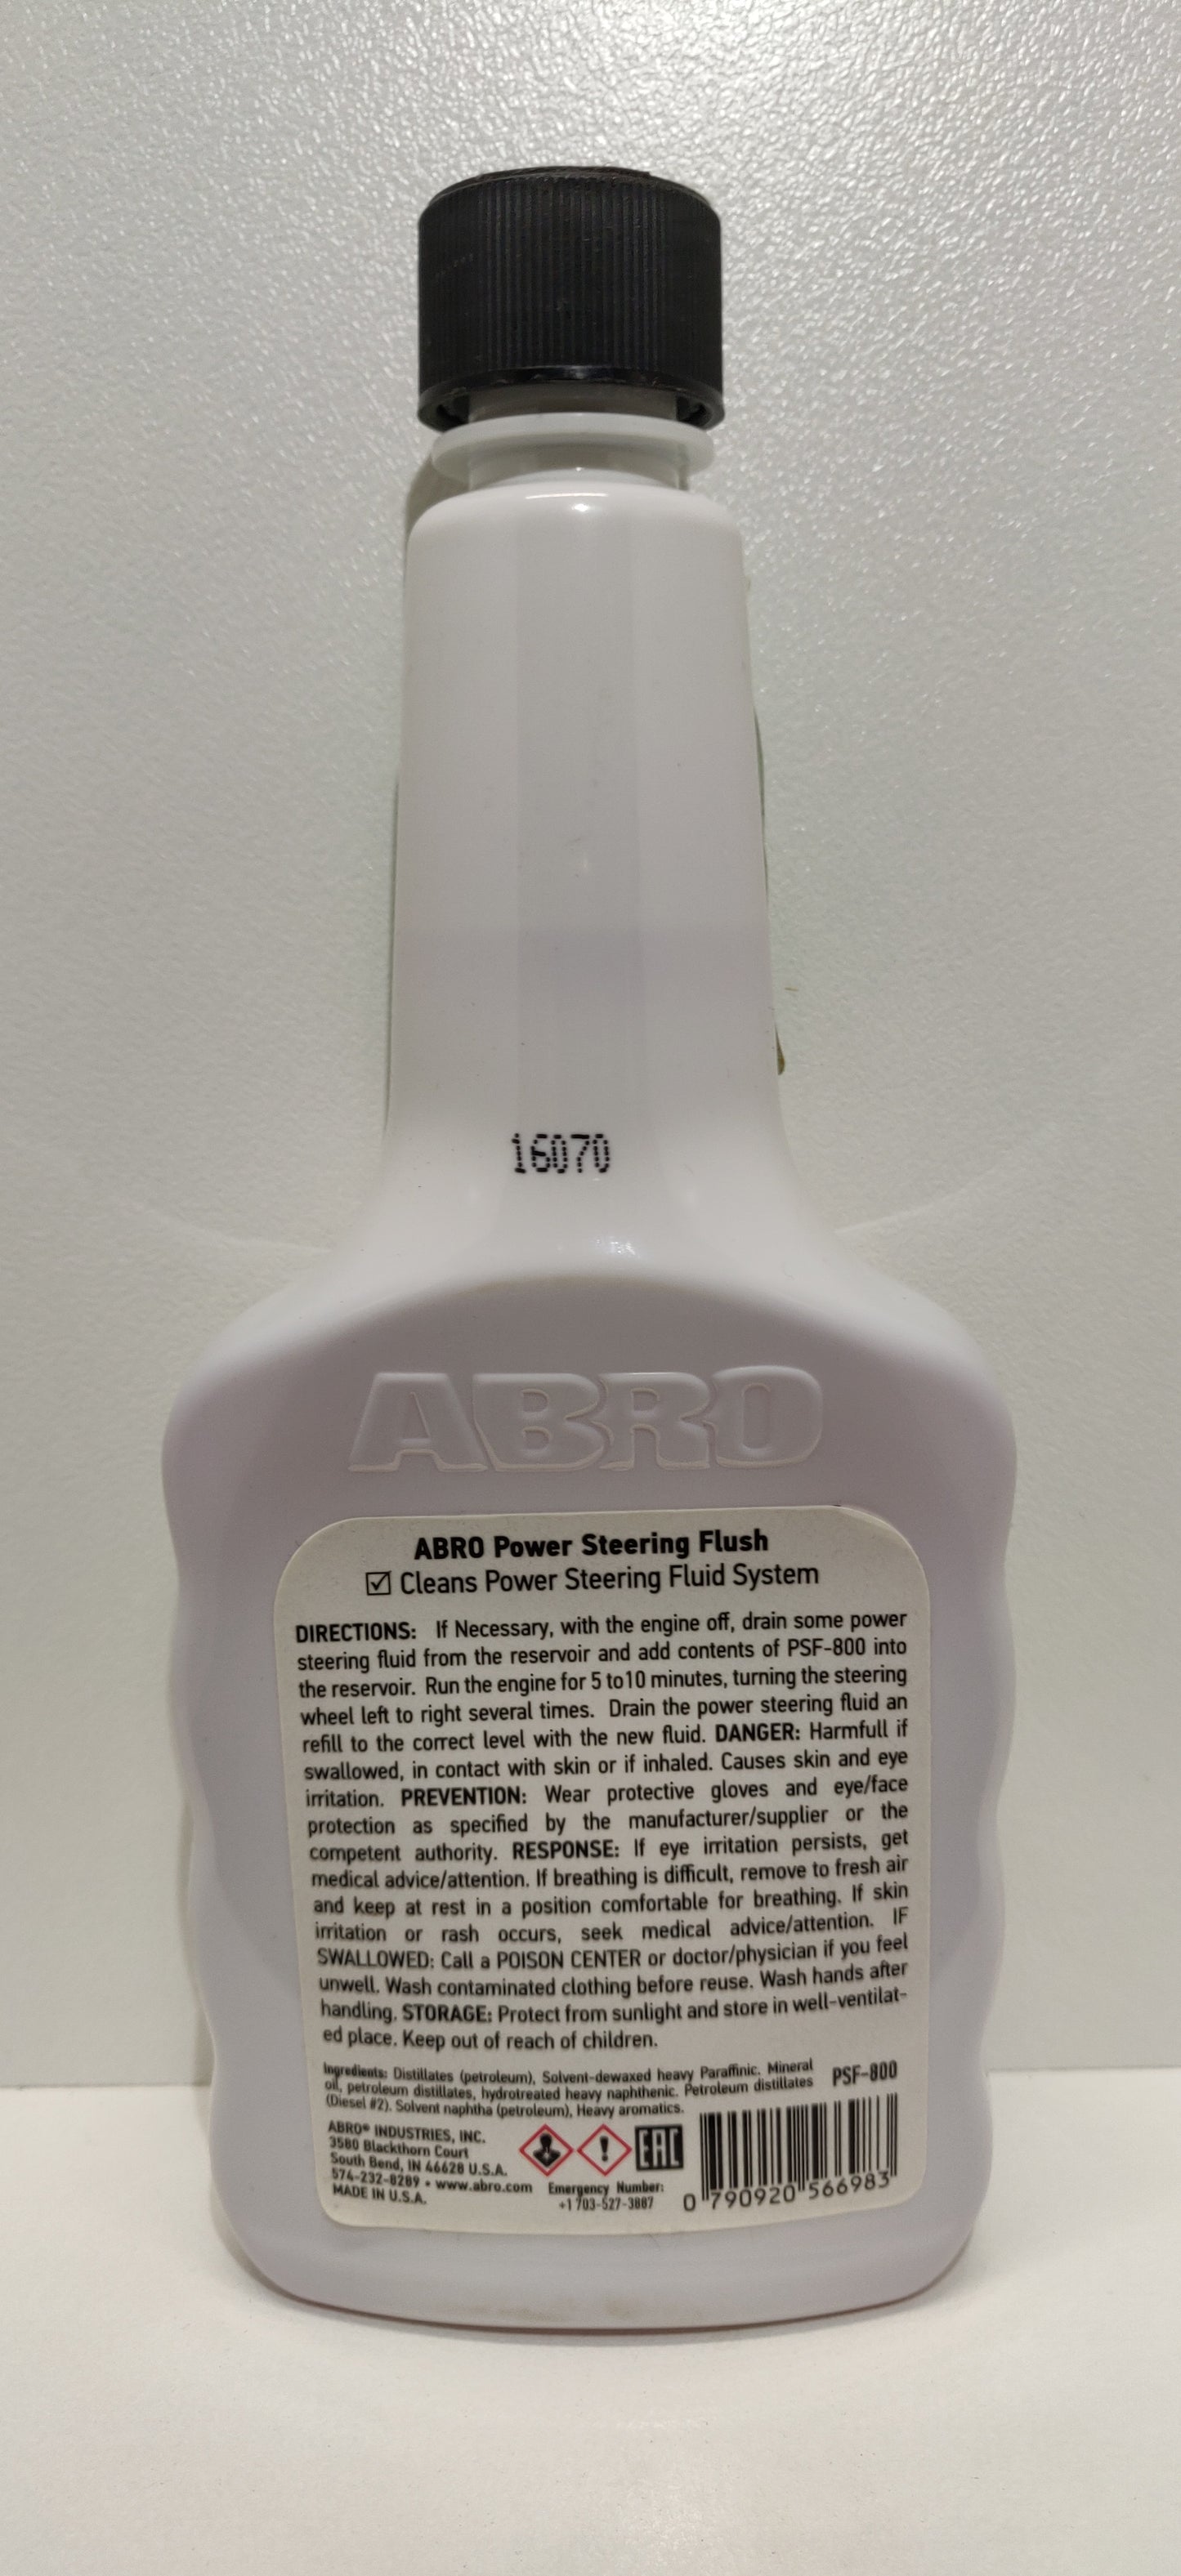 16070
ABRO
ABRO Power Steering Flush
☑ Cleans Power Steering Fluid System
DIRECTIONS: If Necessary, with the engine off, drain some power
steering fluid from the reservoir and add contents of PSF-800 into
the reservoir. Run the engine for 5 to10 minutes, turning the steering
wheel left to right several times. Drain the power steering fluid an
refill to the correct level with the new fluid. DANGER: Harmfull if
swallowed, in contact with skin or if inhaled. Causes skin and eye
irritation. PREVENTION: Wear protective gloves and eye/face
protection as specified by the manufacturer/supplier or the
competent authority. RESPONSE: If eye irritation persists, get
medical advice/attention. If breathing is difficult, remove to fresh air
and keep at rest in a position comfortable for breathing. If skin
irritation or rash occurs, seek medical advice/attention. IF
SWALLOWED: Call a POISON CENTER or doctor/physician if you feel
unwell. Wash contaminated clothing before reuse. Wash hands after
handling. STORAGE: Protect from sunlight and store in well-ventilat-
ed place. Keep out of reach of children.
Ingredients: Distillates (petroleum), Solvent-dewaxed heavy Paraffinic. Mineral
oil, petroleum distillates, hydrotreated heavy naphthenic. Petroleum distillates
(Diesel #2). Solvent naphtha (petroleum), Heavy aromatics.
PSF-800
ABRO® INDUSTRIES, INC.
3580 Blackthorn Court
South Bend, IN 46628 U.S.A.
574-232-8289 • www.abro.com
MADE IN U.S.A.
EAC
Emergency Number:
+1 703-527-3887
0 790920 566983